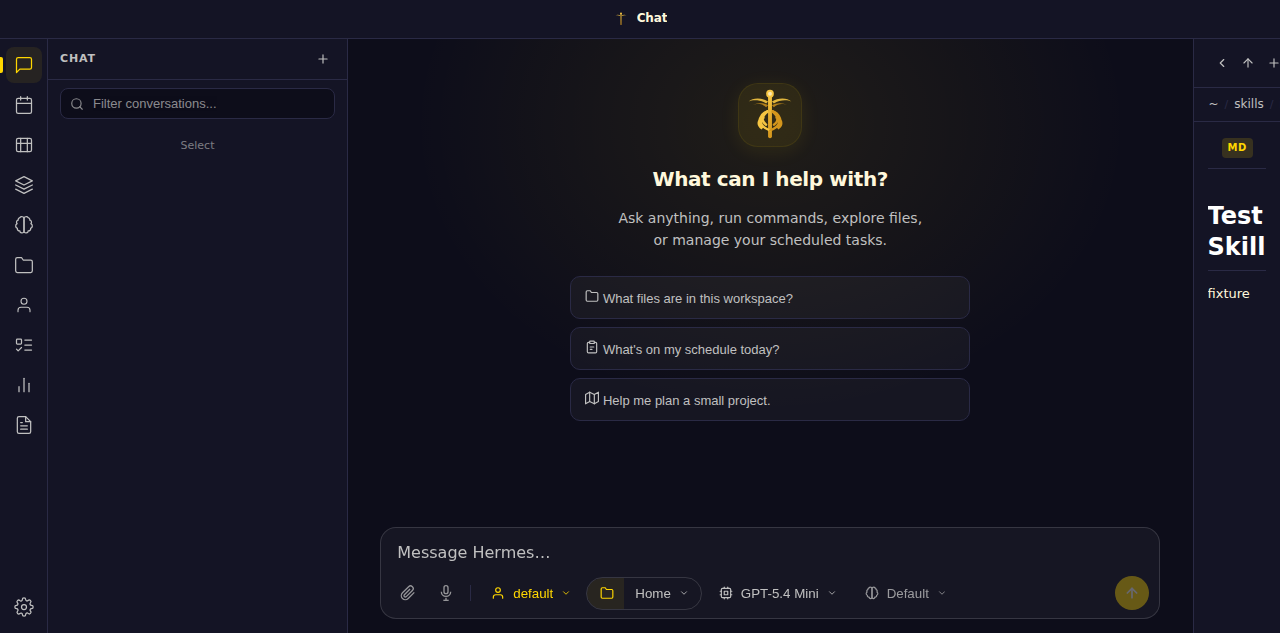 Chat
CHAT
Filter conversations...
Select
What can I help with?
Ask anything, run commands, explore files,
or manage your scheduled tasks.
What files are in this workspace?
What's on my schedule today?
Help me plan a small project.
Message Hermes…
default
Home
GPT-5.4 Mini
Default
~ / skills /
MD
Test
Skill
fixture